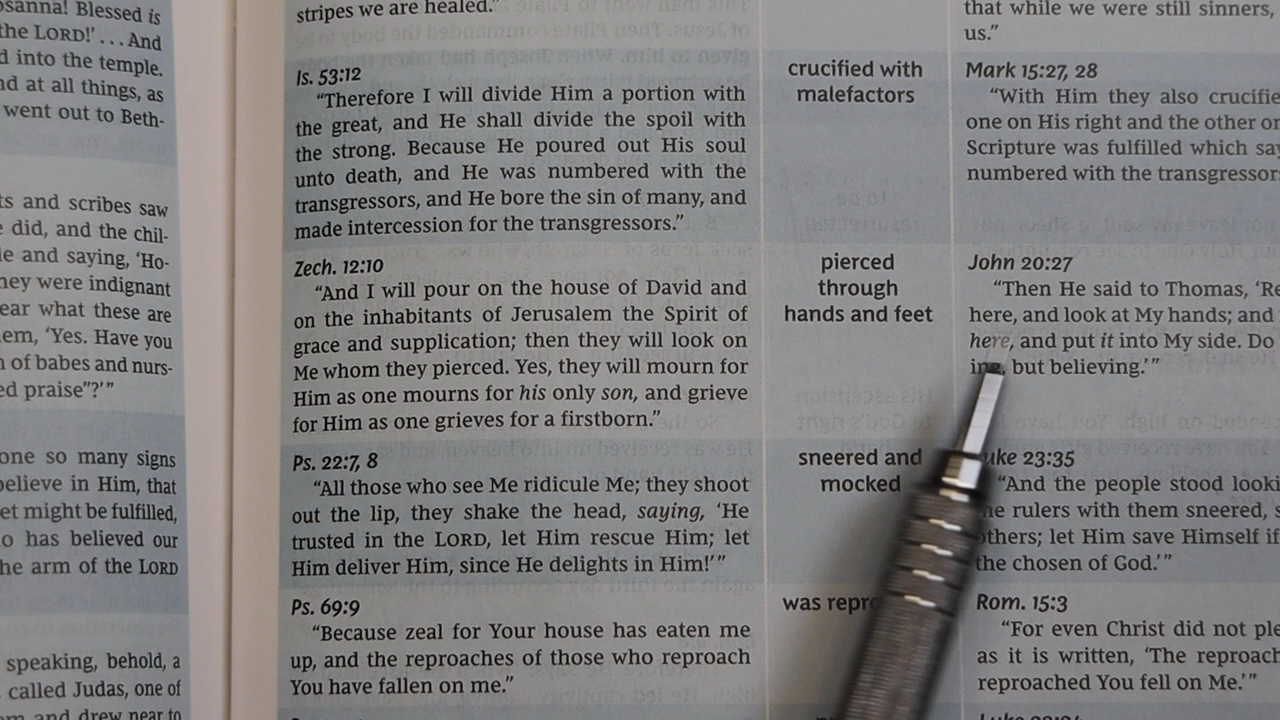 osanna! Blessed is
the LORD!' . . . And
d into the temple.
nd at all things, as
went out to Beth-
ts and scribes saw
e did, and the chil-
le and saying, 'Ho-
hey were indignant
ear what these are
em, 'Yes. Have you
h of babes and nurs-
ed praise"?'"
one so many signs
believe in Him, that
et might be fulfilled,
o has believed our
he arm of the LORD
speaking, behold, a
called Judas, one of
and drew near to
stripes we are healed."
Is. 53:12
"Therefore I will divide Him a portion with
the great, and He shall divide the spoil with
the strong. Because He poured out His soul
unto death, and He was numbered with the
transgressors, and He bore the sin of many, and
made intercession for the transgressors."
Zech. 12:10
"And I will pour on the house of David and
on the inhabitants of Jerusalem the Spirit of
grace and supplication; then they will look on
Me whom they pierced. Yes, they will mourn for
Him as one mourns for his only son, and grieve
for Him as one grieves for a firstborn."
Ps. 22:7, 8
"All those who see Me ridicule Me; they shoot
out the lip, they shake the head, saying, 'He
trusted in the LORD, let Him rescue Him; let
Him deliver Him, since He delights in Him!'"
Ps. 69:9
"Because zeal for Your house has eaten me
up, and the reproaches of those who reproach
You have fallen on me."
crucified with
malefactors
pierced
through
hands and feet
sneered and
mocked
was repro
that while we were still sinners,
us."
Mark 15:27, 28
"With Him they also crucifie
one on His right and the other or
Scripture was fulfilled which say
numbered with the transgressor
John 20:27
"Then He said to Thomas, 'Re
here, and look at My hands; and
here, and put it into My side. Do
but believing.'"
uke 23:35
"And the people stood looki
he rulers with them sneered, s
others; let Him save Himself if
the chosen of God.'"
Rom. 15:3
"For even Christ did not ple
as it is written, 'The reproach
reproached You fell on Me.'"